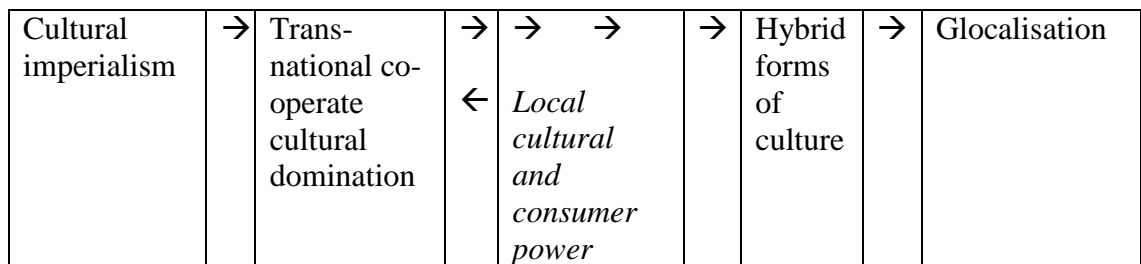 Cultural imperialism
→
Trans-national co-operate cultural domination
→
←
→ →
Local cultural and consumer power
→
Hybrid forms of culture
→
Glocalisation